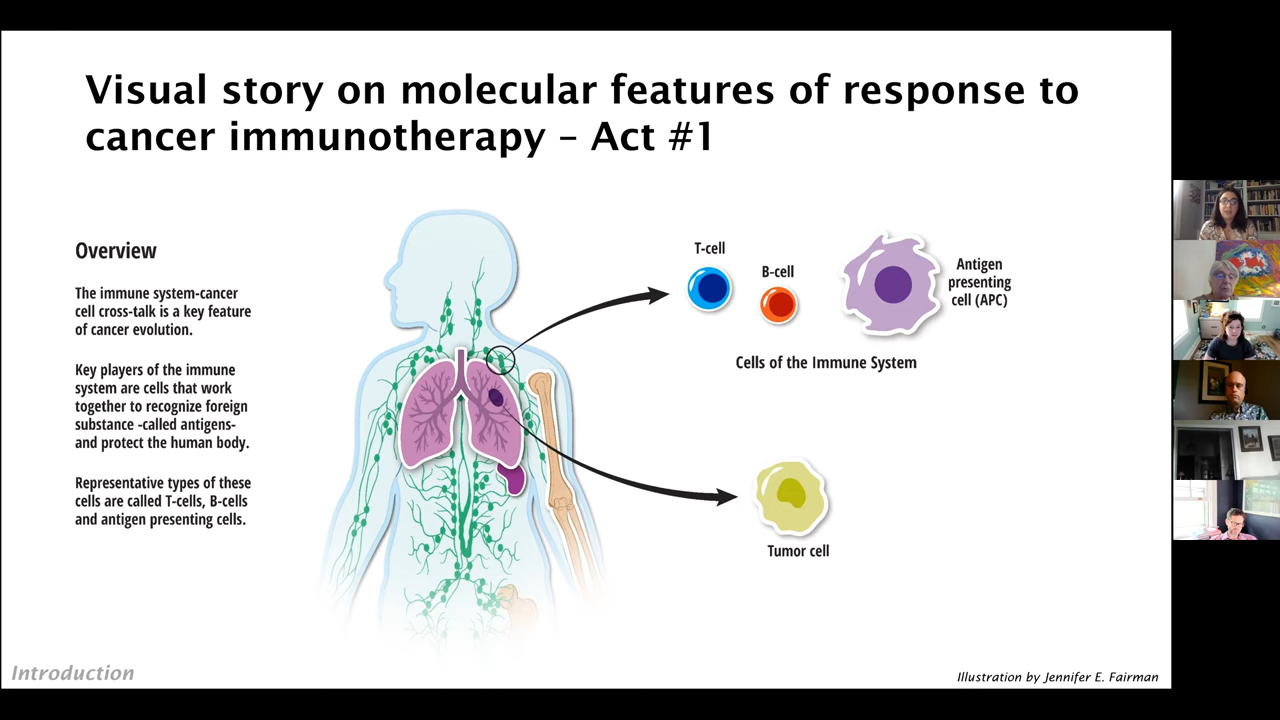 Visual story on molecular features of response to
cancer immunotherapy – Act #1
Overview
The immune system-cancer
cell cross-talk is a key feature
of cancer evolution.
Key players of the immune
system are cells that work
together to recognize foreign
substance -called antigens-
and protect the human body.
Representative types of these
cells are called T-cells, B-cells
and antigen presenting cells.
T-cell
B-cell
Antigen
presenting
cell (APC)
Cells of the Immune System
Tumor cell
Introduction
Illustration by Jennifer E. Fairman